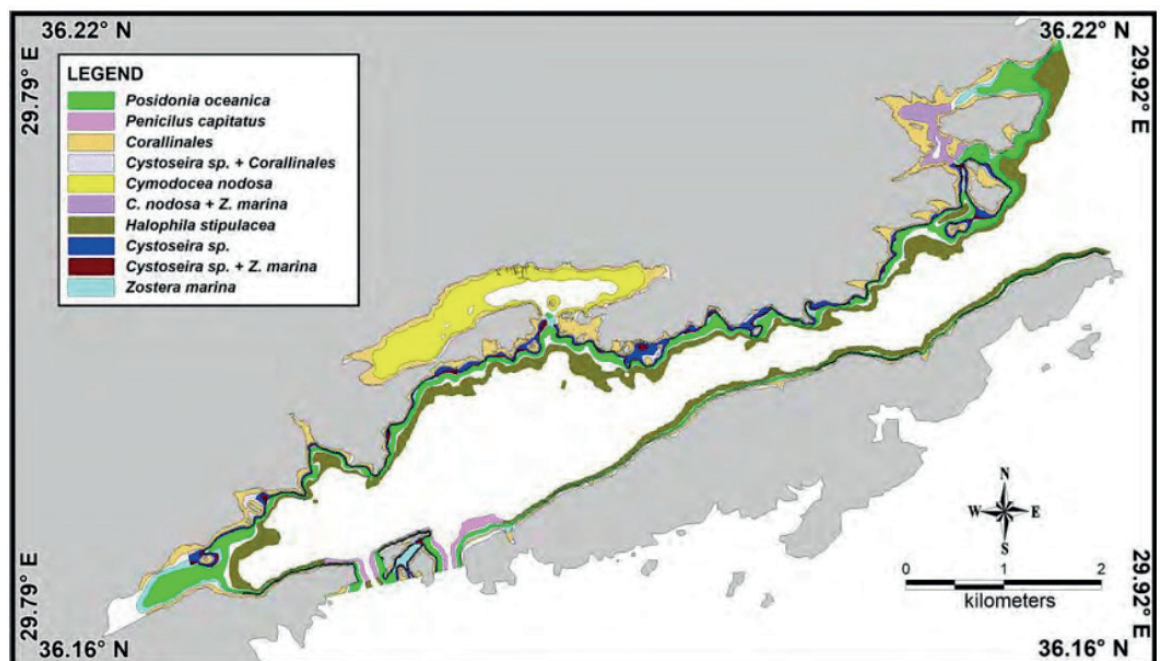 36.22° N
36.22° N
29.79° E
29.92° E
LEGEND
Posidonia oceanica
Penicilus capitatus
Corallinales
Cystoseira sp. + Corallinales
Cymodocea nodosa
C. nodosa + Z. marina
Halophila stipulacea
Cystoseira sp.
Cystoseira sp. + Z. marina
Zostera marina
N
W E
S
0 1 2
kilometers
29.79° E
29.92° E
36.16° N
36.16° N